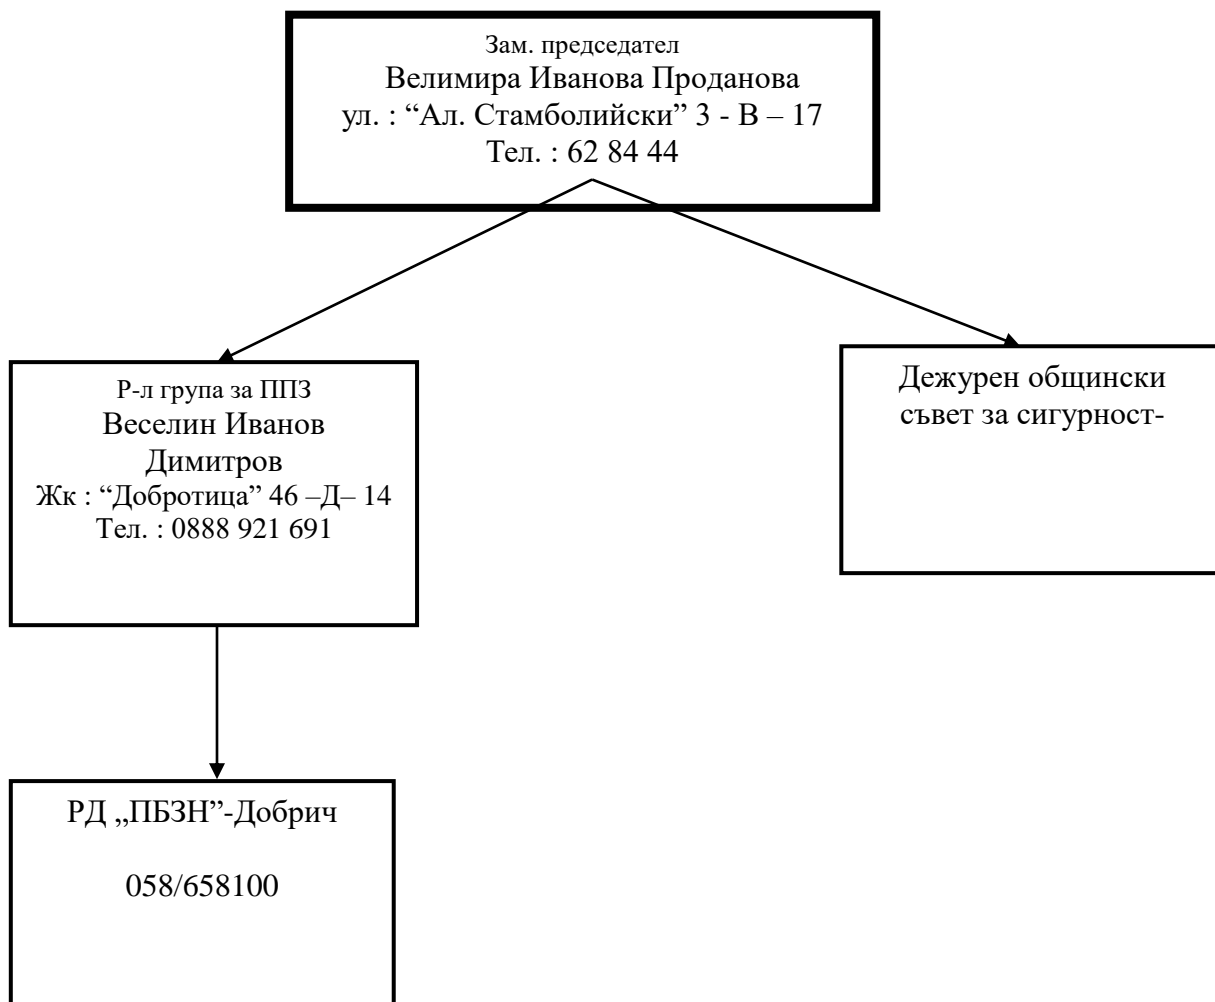 Зам. председател
Велимира Иванова Проданова
ул. : “Ал. Стамболийски” 3 - В – 17
Тел. : 62 84 44
Р-л група за ППЗ
Веселин Иванов
Димитров
Жк : “Добротица” 46 –Д– 14
Тел. : 0888 921 691
Дежурен общински
съвет за сигурност-
РД „ПБЗН”-Добрич
058/658100